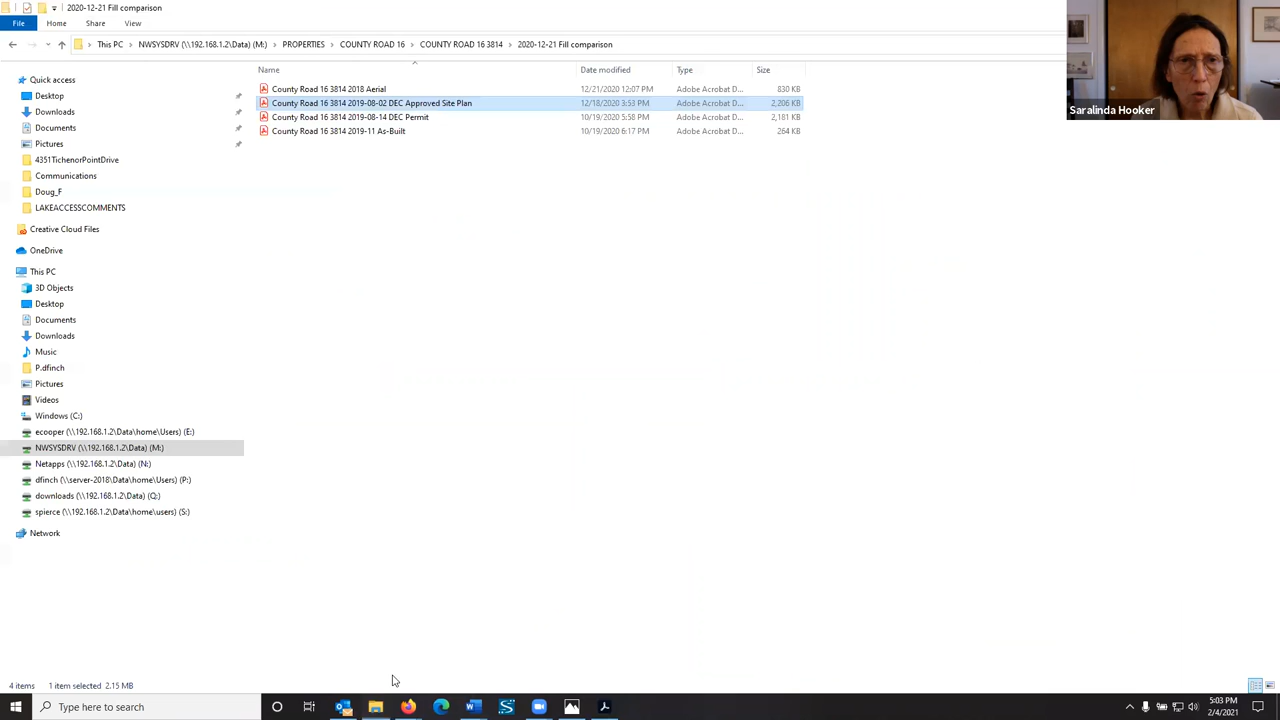 2020-12-21 Fill comparison
File Home Share View
This PC NWSYSDRV (\\192.168.1.2\Data) (M:) PROPERTIES COUNTY ROAD 16 COUNTY ROAD 16 3814 2020-12-21 Fill comparison
Name Date modified Type Size
County Road 16 3814 2018 Aerial 12/21/2020 12:07 PM Adobe Acrobat D... 830 KB
County Road 16 3814 2019-08-02 DEC Approved Site Plan 12/18/2020 3:53 PM Adobe Acrobat D... 2,206 KB
County Road 16 3814 2019-08-14 DEC Permit 10/19/2020 5:58 PM Adobe Acrobat D... 2,181 KB
County Road 16 3814 2019-11 As-Built 10/19/2020 6:17 PM Adobe Acrobat D... 264 KB
Quick access
Desktop
Downloads
Documents
Pictures
4351TichenorPointDrive
Communications
Doug_F
LAKEACCESSCOMMENTS
Creative Cloud Files
OneDrive
This PC
3D Objects
Desktop
Documents
Downloads
Music
P.dfinch
Pictures
Videos
Windows (C:)
ecooper (\\192.168.1.2\Data\home\Users) (E:)
NWSYSDRV (\\192.168.1.2\Data) (M:)
Netapps (\\192.168.1.2\Data) (N:)
dfinch (\\server-2018\Data\home\Users) (P:)
downloads (\\192.168.1.2\Data) (Q:)
spierce (\\192.168.1.2\Data\home\users) (S:)
Network
Saralinda Hooker
4 items 1 item selected 2.15 MB
Type here to search
5:03 PM
2/4/2021